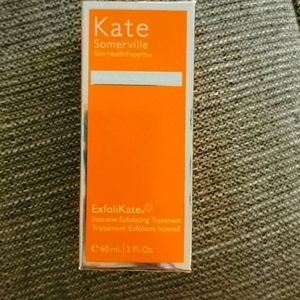 Kate
Somerville
Skin Health Experts®
ExfoliKate®
Intensive Exfoliating Treatment
Traitement Exfoliant Intensif
℮ 60 mL | 2 Fl. Oz.